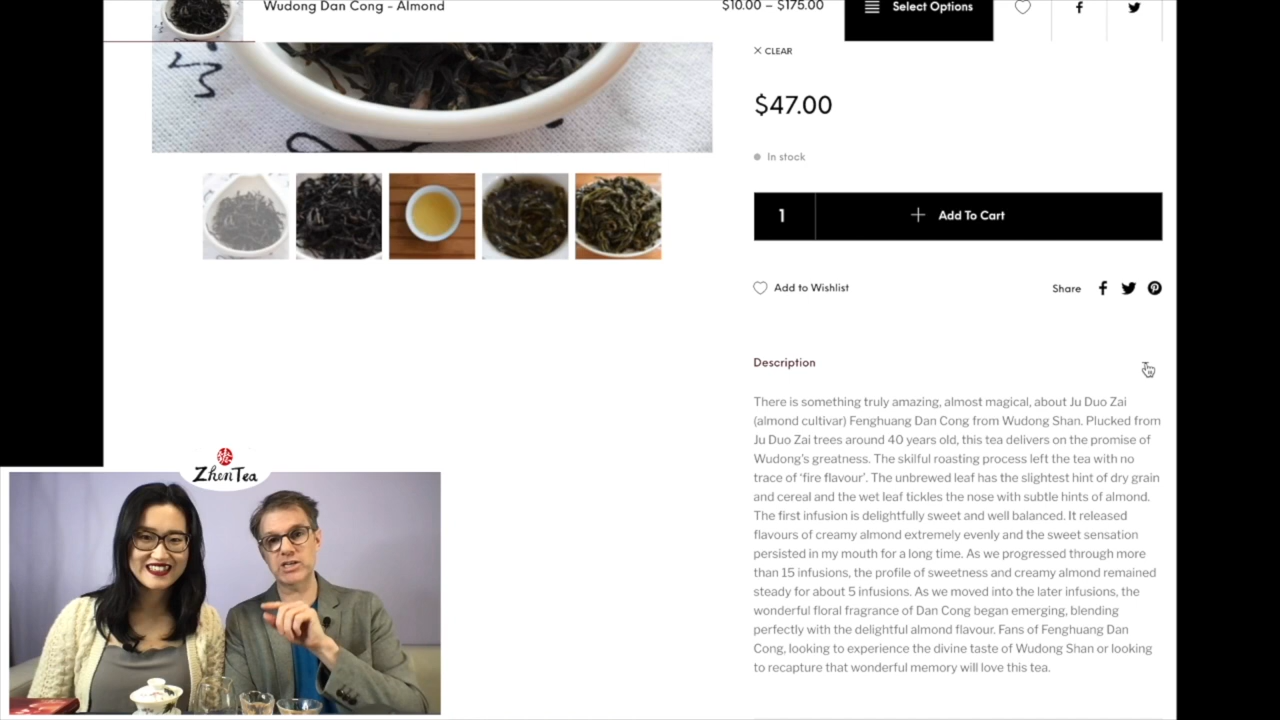 Wudong Dan Cong - Almond
$10.00 – $175.00
Select Options
CLEAR
$47.00
In stock
1
Add To Cart
Add to Wishlist
Share
Description
There is something truly amazing, almost magical, about Ju Duo Zai
(almond cultivar) Fenghuang Dan Cong from Wudong Shan. Plucked from
Ju Duo Zai trees around 40 years old, this tea delivers on the promise of
Wudong's greatness. The skilful roasting process left the tea with no
trace of 'fire flavour'. The unbrewed leaf has the slightest hint of dry grain
and cereal and the wet leaf tickles the nose with subtle hints of almond.
The first infusion is delightfully sweet and well balanced. It released
flavours of creamy almond extremely evenly and the sweet sensation
persisted in my mouth for a long time. As we progressed through more
than 15 infusions, the profile of sweetness and creamy almond remained
steady for about 5 infusions. As we moved into the later infusions, the
wonderful floral fragrance of Dan Cong began emerging, blending
perfectly with the delightful almond flavour. Fans of Fenghuang Dan
Cong, looking to experience the divine taste of Wudong Shan or looking
to recapture that wonderful memory will love this tea.
ZhenTea